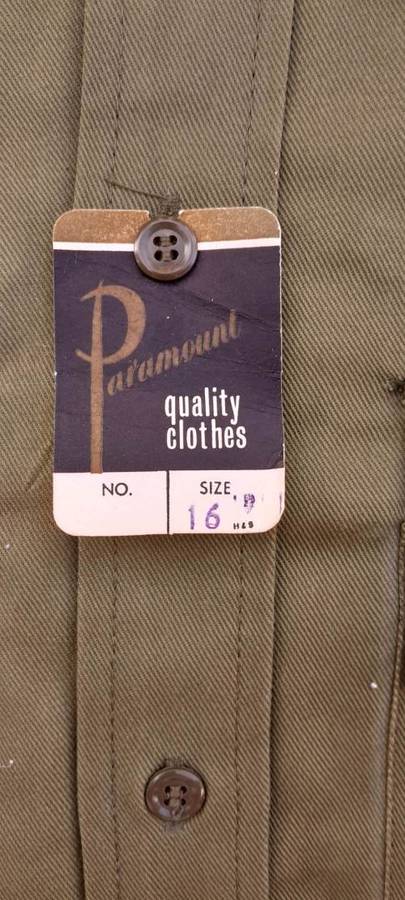 Paramount
quality
clothes
NO.
SIZE
16
H&S